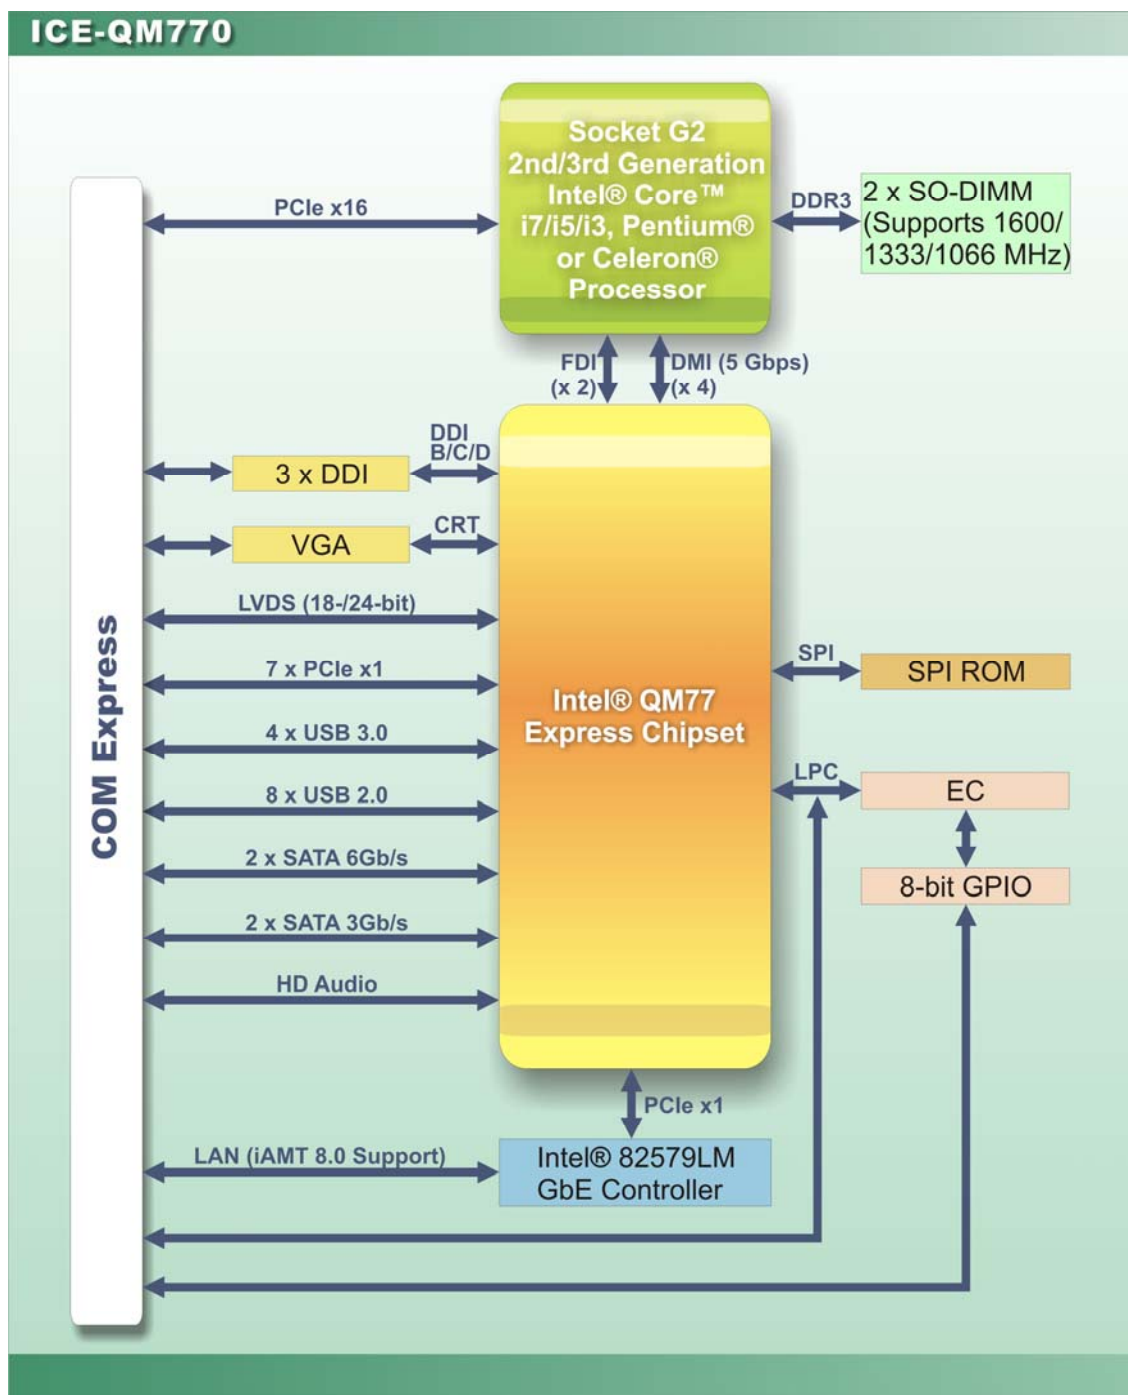 ICE-QM770
Socket G2
2nd/3rd Generation
Intel® Core™
i7/i5/i3, Pentium®
or Celeron®
Processor
PCIe x16
DDR3
2 x SO-DIMM
(Supports 1600/
1333/1066 MHz)
FDI
(x 2)
DMI (5 Gbps)
(x 4)
DDI
B/C/D
3 x DDI
CRT
VGA
LVDS (18-/24-bit)
7 x PCIe x1
4 x USB 3.0
8 x USB 2.0
2 x SATA 6Gb/s
2 x SATA 3Gb/s
HD Audio
COM Express
Intel® QM77
Express Chipset
SPI
SPI ROM
LPC
EC
8-bit GPIO
PCIe x1
LAN (iAMT 8.0 Support)
Intel® 82579LM
GbE Controller